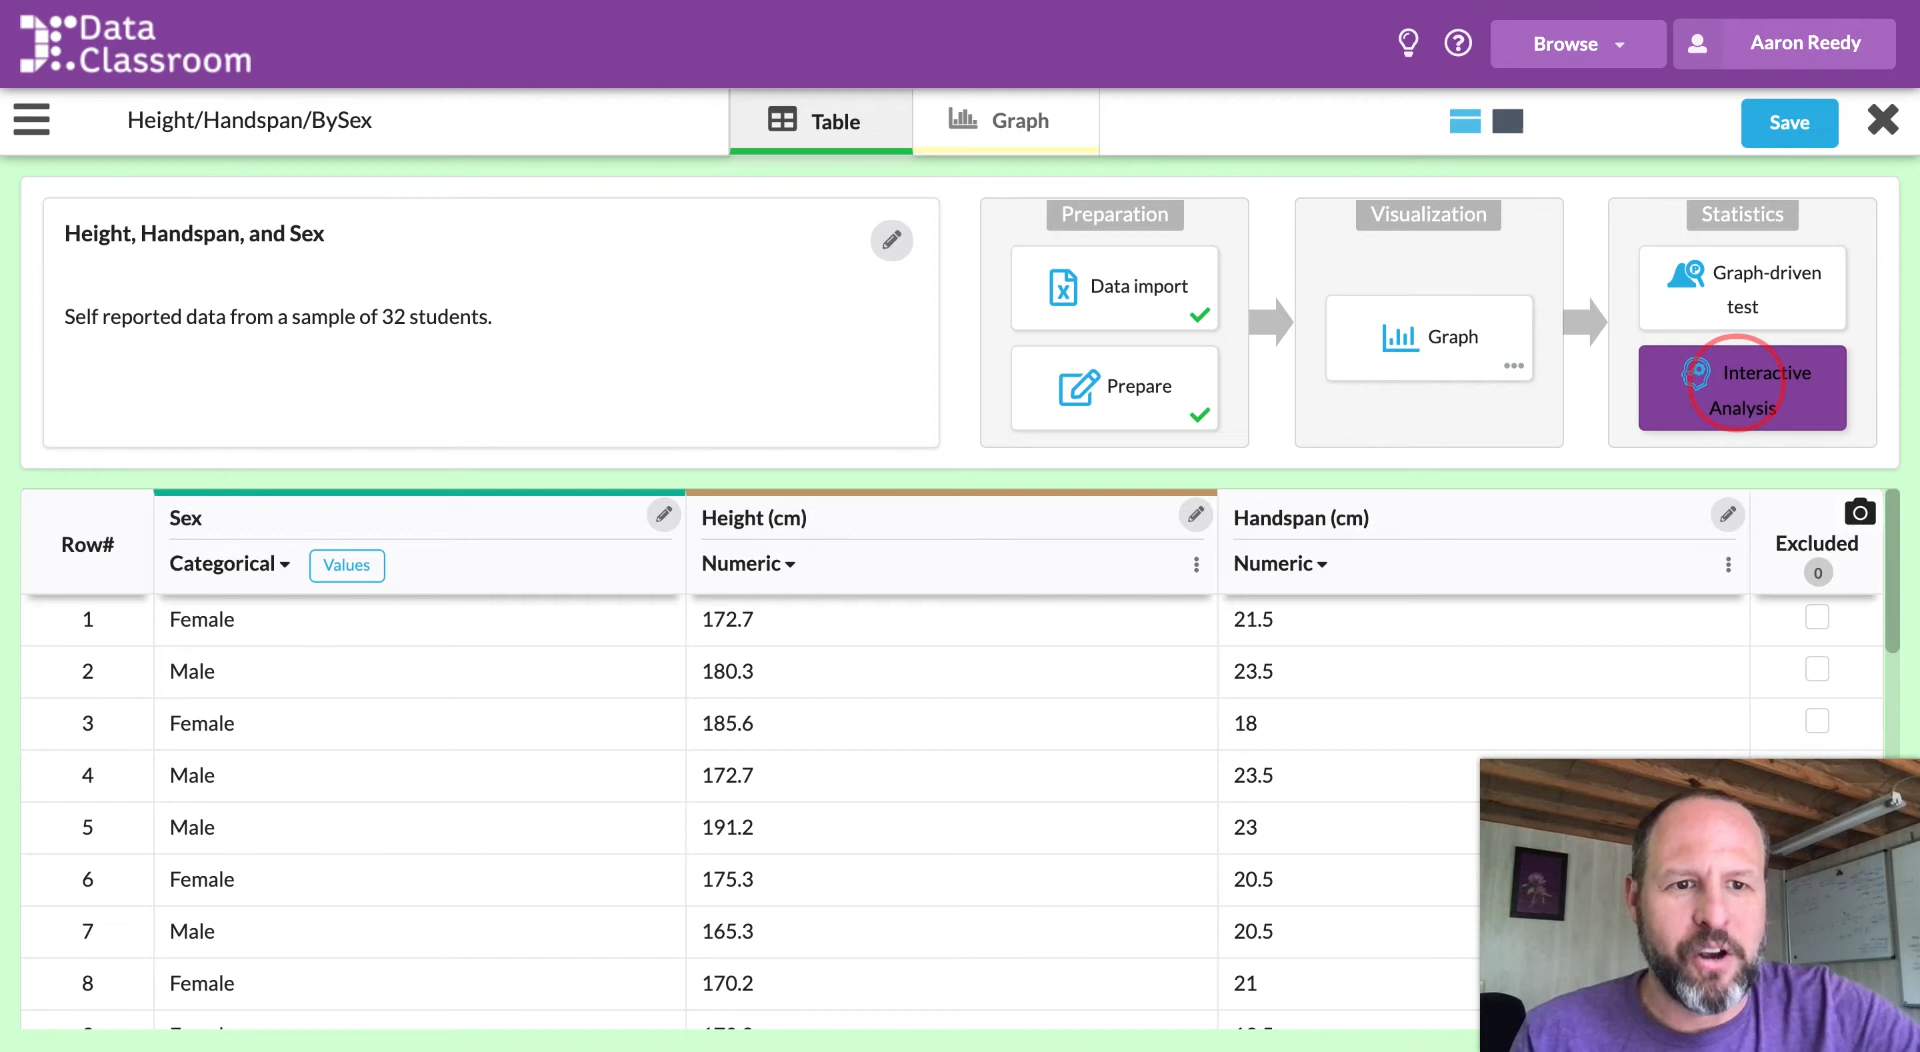 Data
Classroom
Browse
Aaron Reedy
Height/Handspan/BySex
Table
Graph
Save
Height, Handspan, and Sex
Self reported data from a sample of 32 students.
Preparation
Data import
Prepare
Visualization
Graph
Statistics
Graph-driven
test
Interactive
Analysis
Row#
Sex
Categorical
Values
Height (cm)
Numeric
Handspan (cm)
Numeric
Excluded
0
1 Female 172.7 21.5
2 Male 180.3 23.5
3 Female 185.6 18
4 Male 172.7 23.5
5 Male 191.2 23
6 Female 175.3 20.5
7 Male 165.3 20.5
8 Female 170.2 21